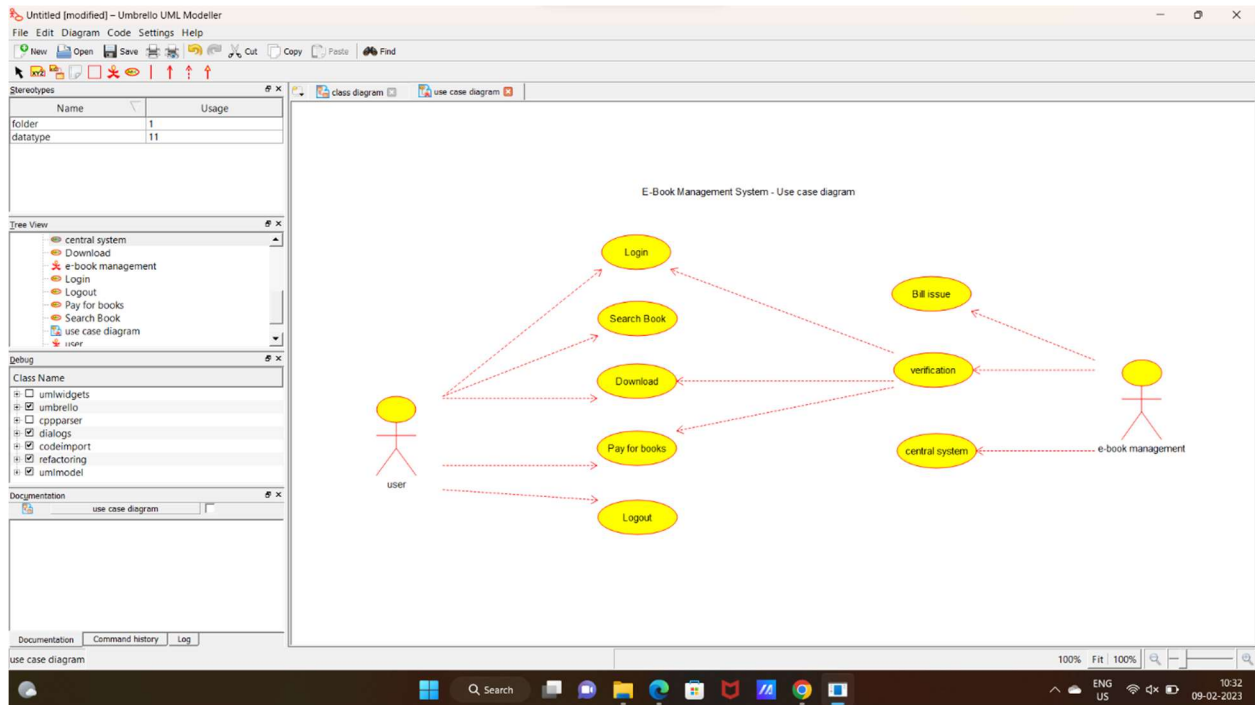 Untitled [modified] – Umbrello UML Modeller
File Edit Diagram Code Settings Help
New Open Save Cut Copy Paste Find
XYZ
Stereotypes
Name Usage
folder 1
datatype 11
Tree View
central system
Download
e-book management
Login
Logout
Pay for books
Search Book
use case diagram
user
Debug
Class Name
umlwidgets
umbrello
cppparser
dialogs
codeimport
refactoring
umlmodel
Documentation
use case diagram
Documentation Command history Log
use case diagram
class diagram use case diagram
E-Book Management System - Use case diagram
Login
Search Book
Download
Pay for books
Logout
user
Bill issue
verification
central system
e-book management
100% Fit 100%
Search
ENG
US
10:32
09-02-2023